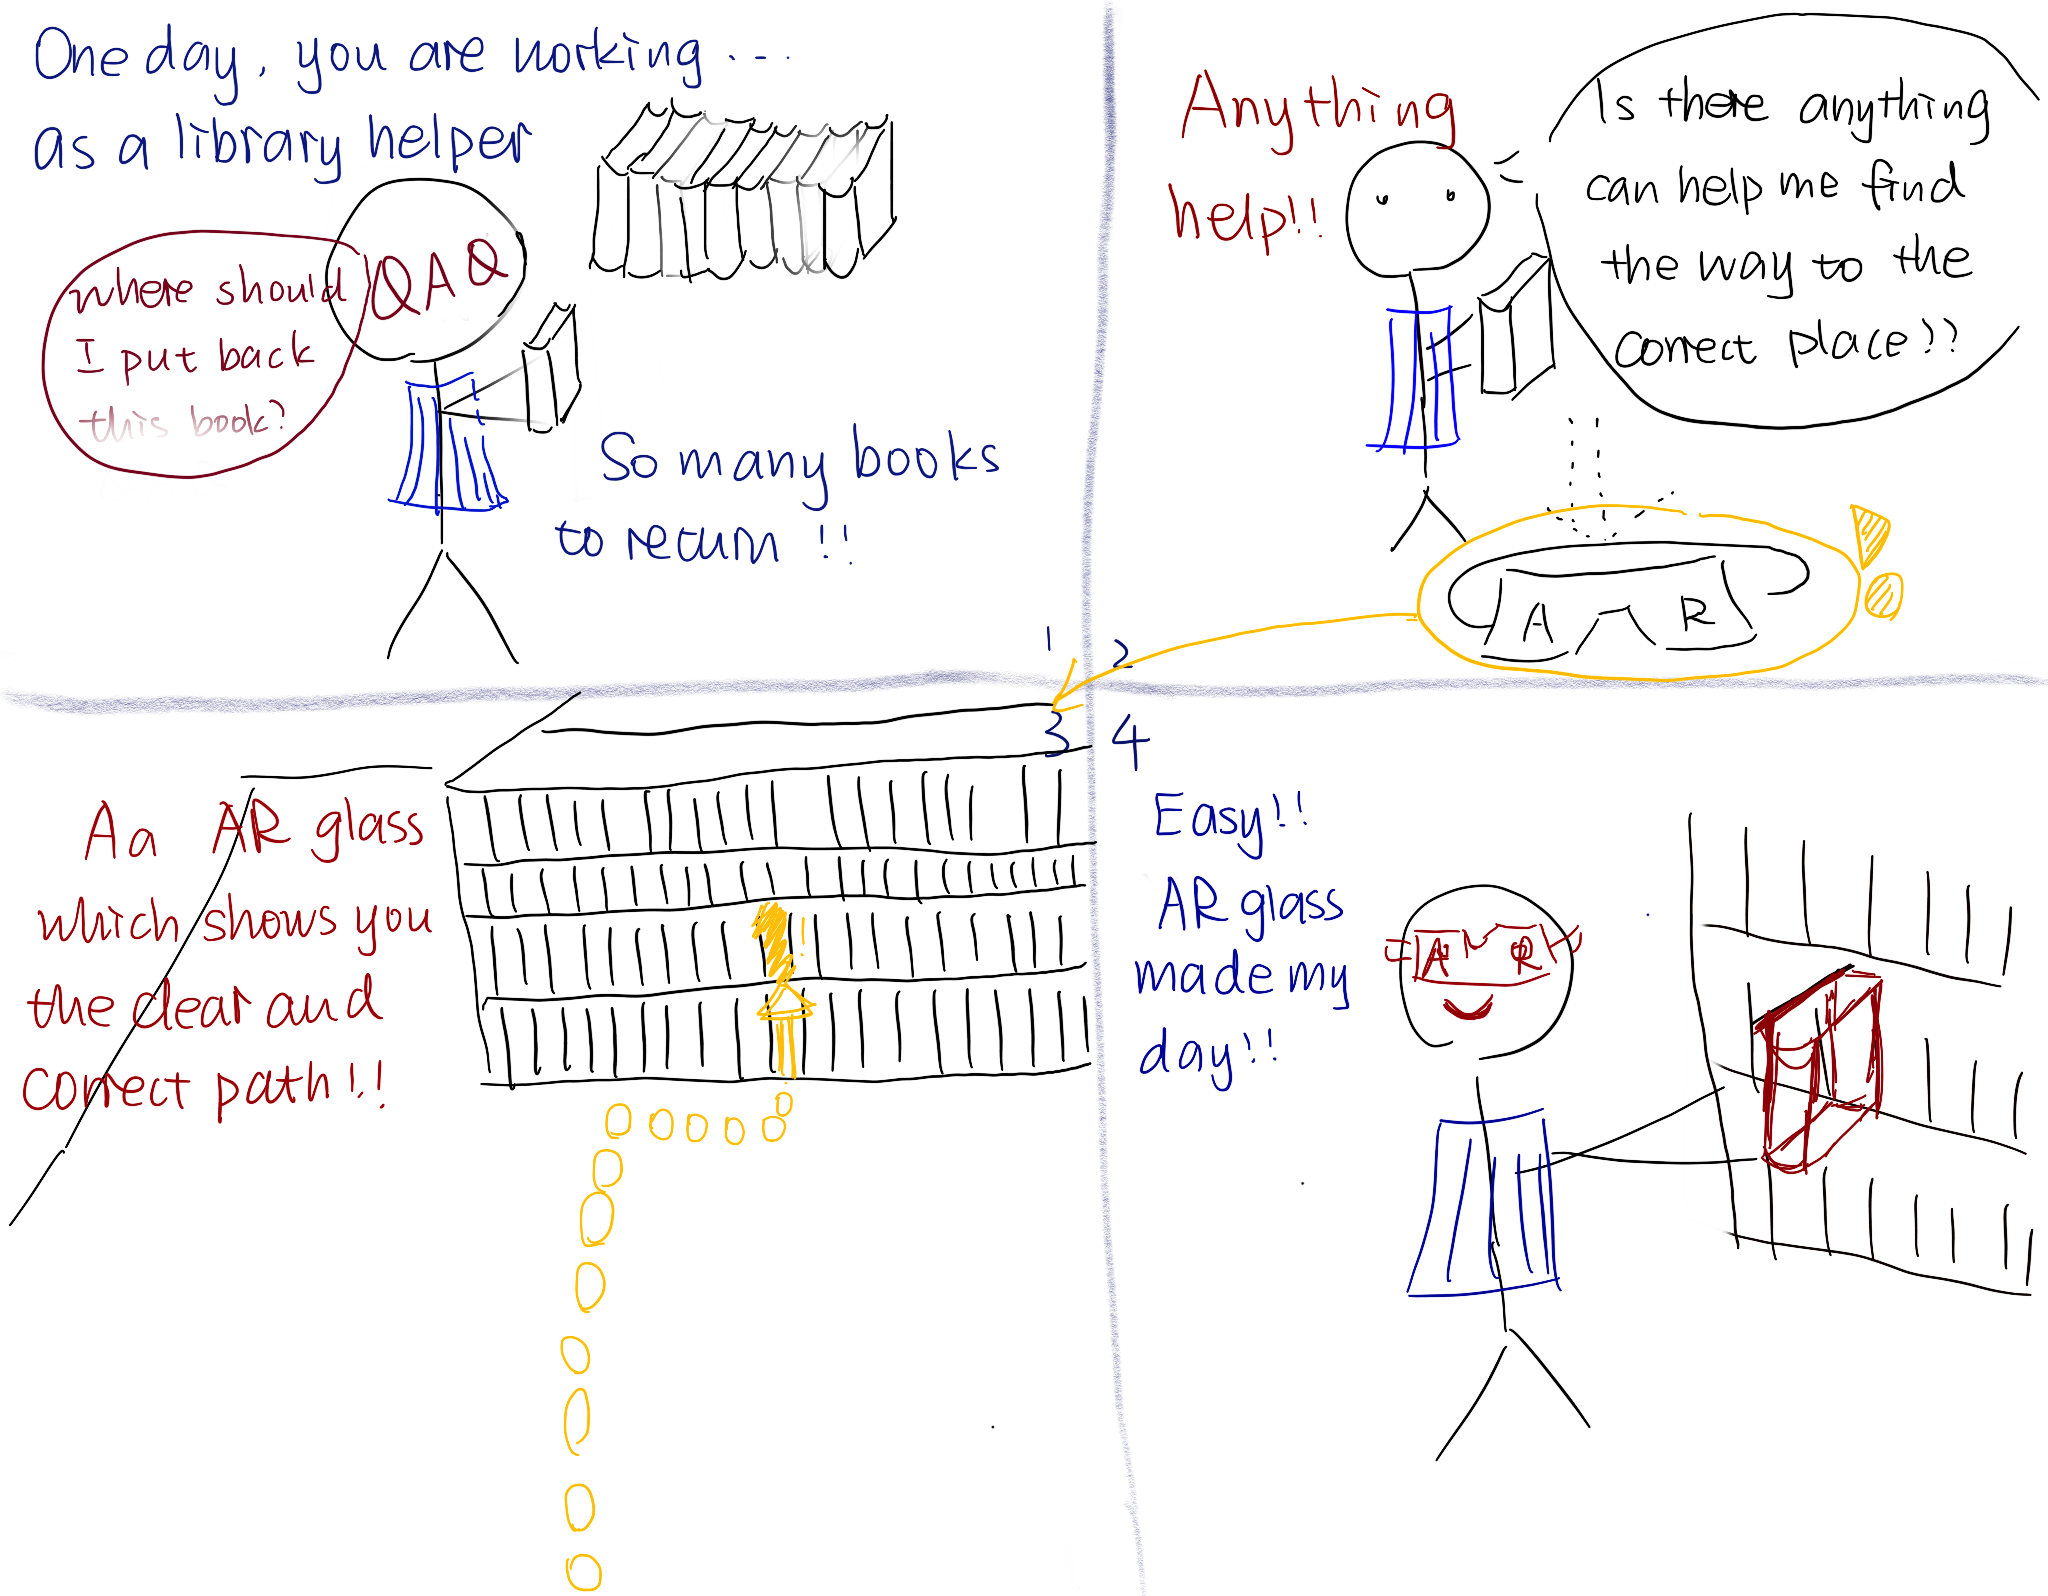 One day, you are working ...
as a library helper
QAQ
where should
I put back
this book?
So many books
to return !!
1
Anything
help!!
Is there anything
can help me find
the way to the
correct place??
A R
2
3
Aa AR glass
which shows you
the clear and
correct path!!
!
4
Easy!!
AR glass
made my
day!!
A R